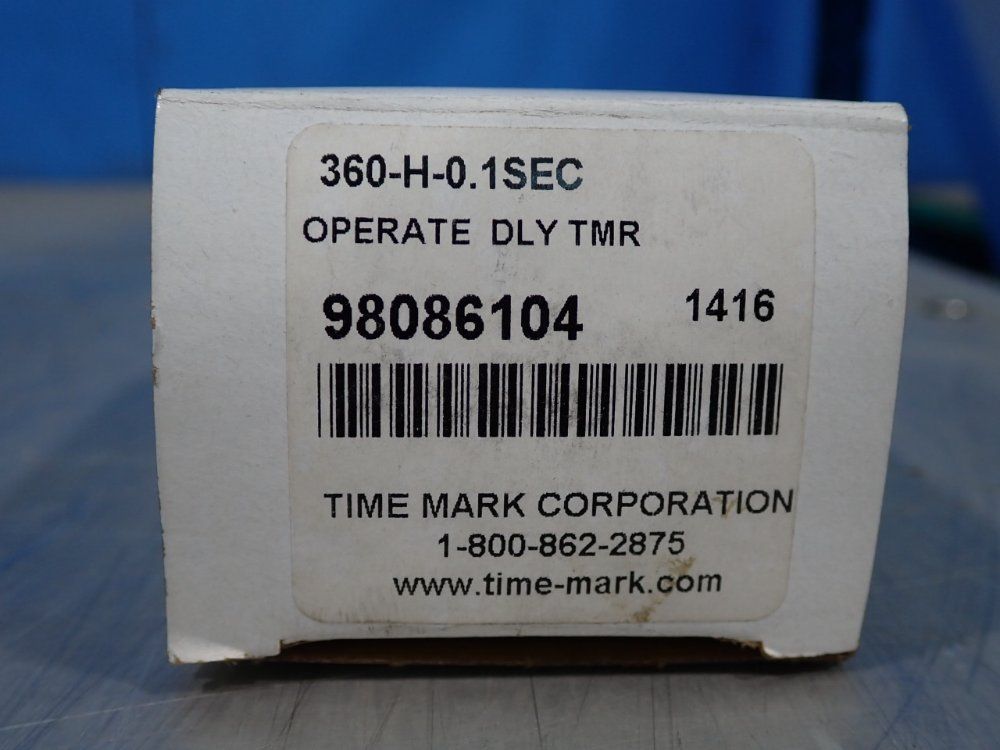 360-H-0.1SEC
OPERATE DLY TMR
98086104 1416
TIME MARK CORPORATION
1-800-862-2875
www.time-mark.com